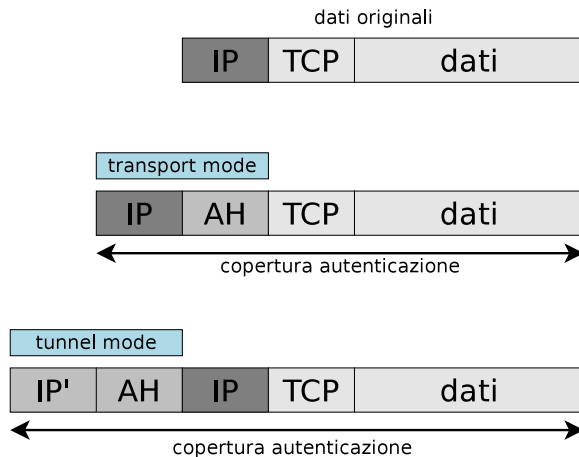 dati originali
IP TCP dati
transport mode
IP AH TCP dati
copertura autenticazione
tunnel mode
IP' AH IP TCP dati
copertura autenticazione